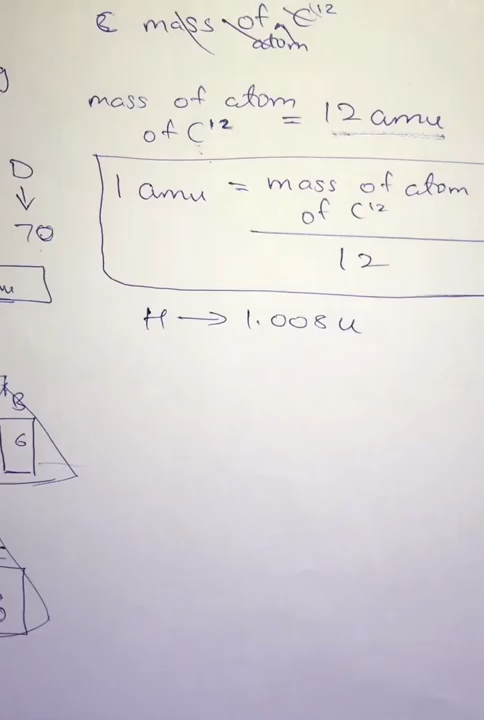 mass of C¹²
atom
mass of atom
of C¹² = 12 amu
1 amu = mass of atom
of C¹²
12
D
↓
70
H → 1.008 u
B
6